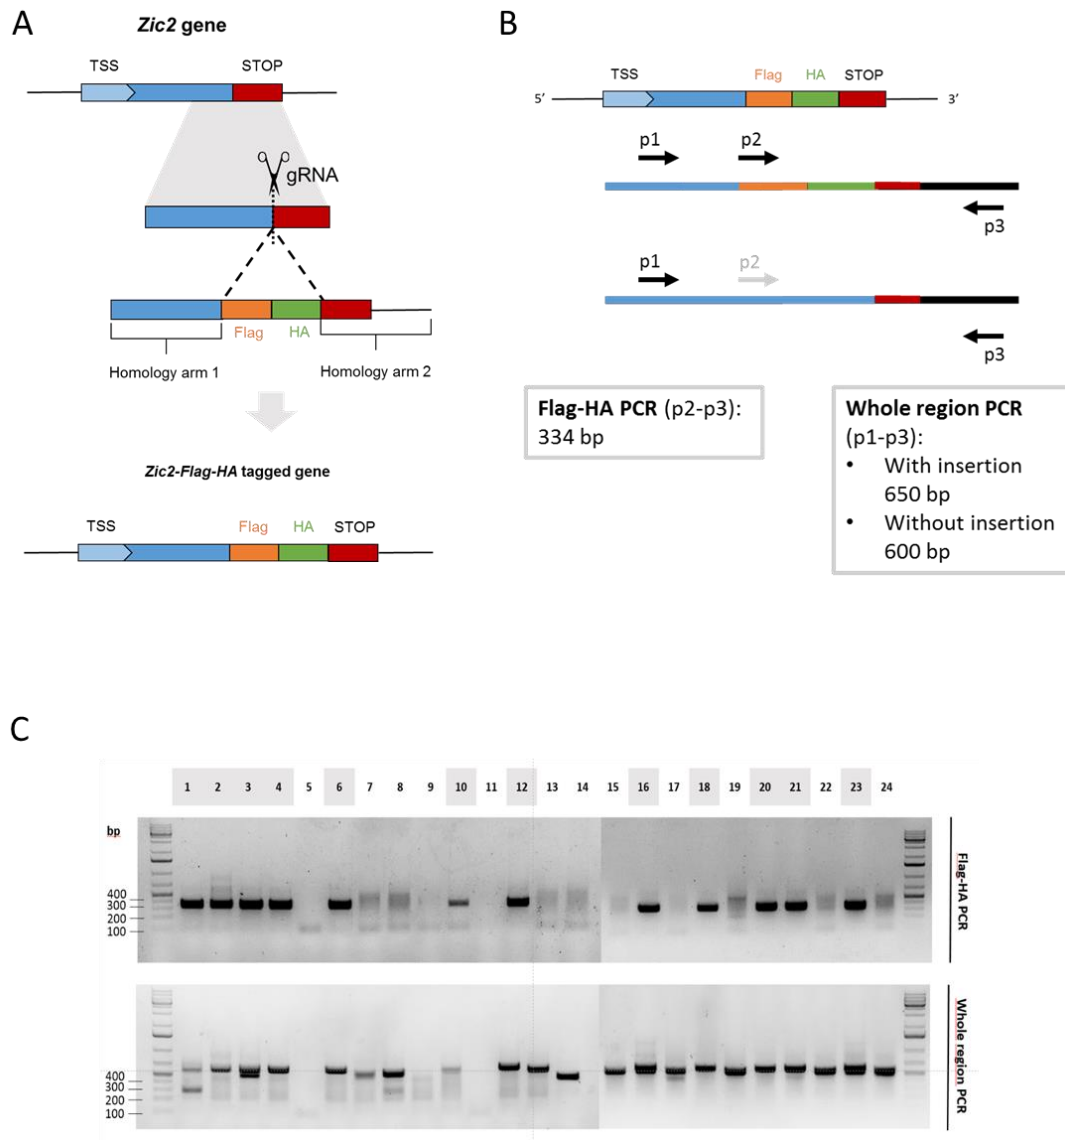 A
Zic2 gene
TSS
STOP
gRNA
Flag
HA
Homology arm 1
Homology arm 2
Zic2-Flag-HA tagged gene
TSS
Flag
HA
STOP
B
TSS
Flag
HA
STOP
5’
3’
p1
p2
p3
p1
p2
p3
Flag-HA PCR (p2-p3):
334 bp
Whole region PCR
(p1-p3):
• With insertion
650 bp
• Without insertion
600 bp
C
1 2 3 4 5 6 7 8 9 10 11 12 13 14 15 16 17 18 19 20 21 22 23 24
bp
400
300
200
100
Flag-HA PCR
400
300
200
100
Whole region PCR